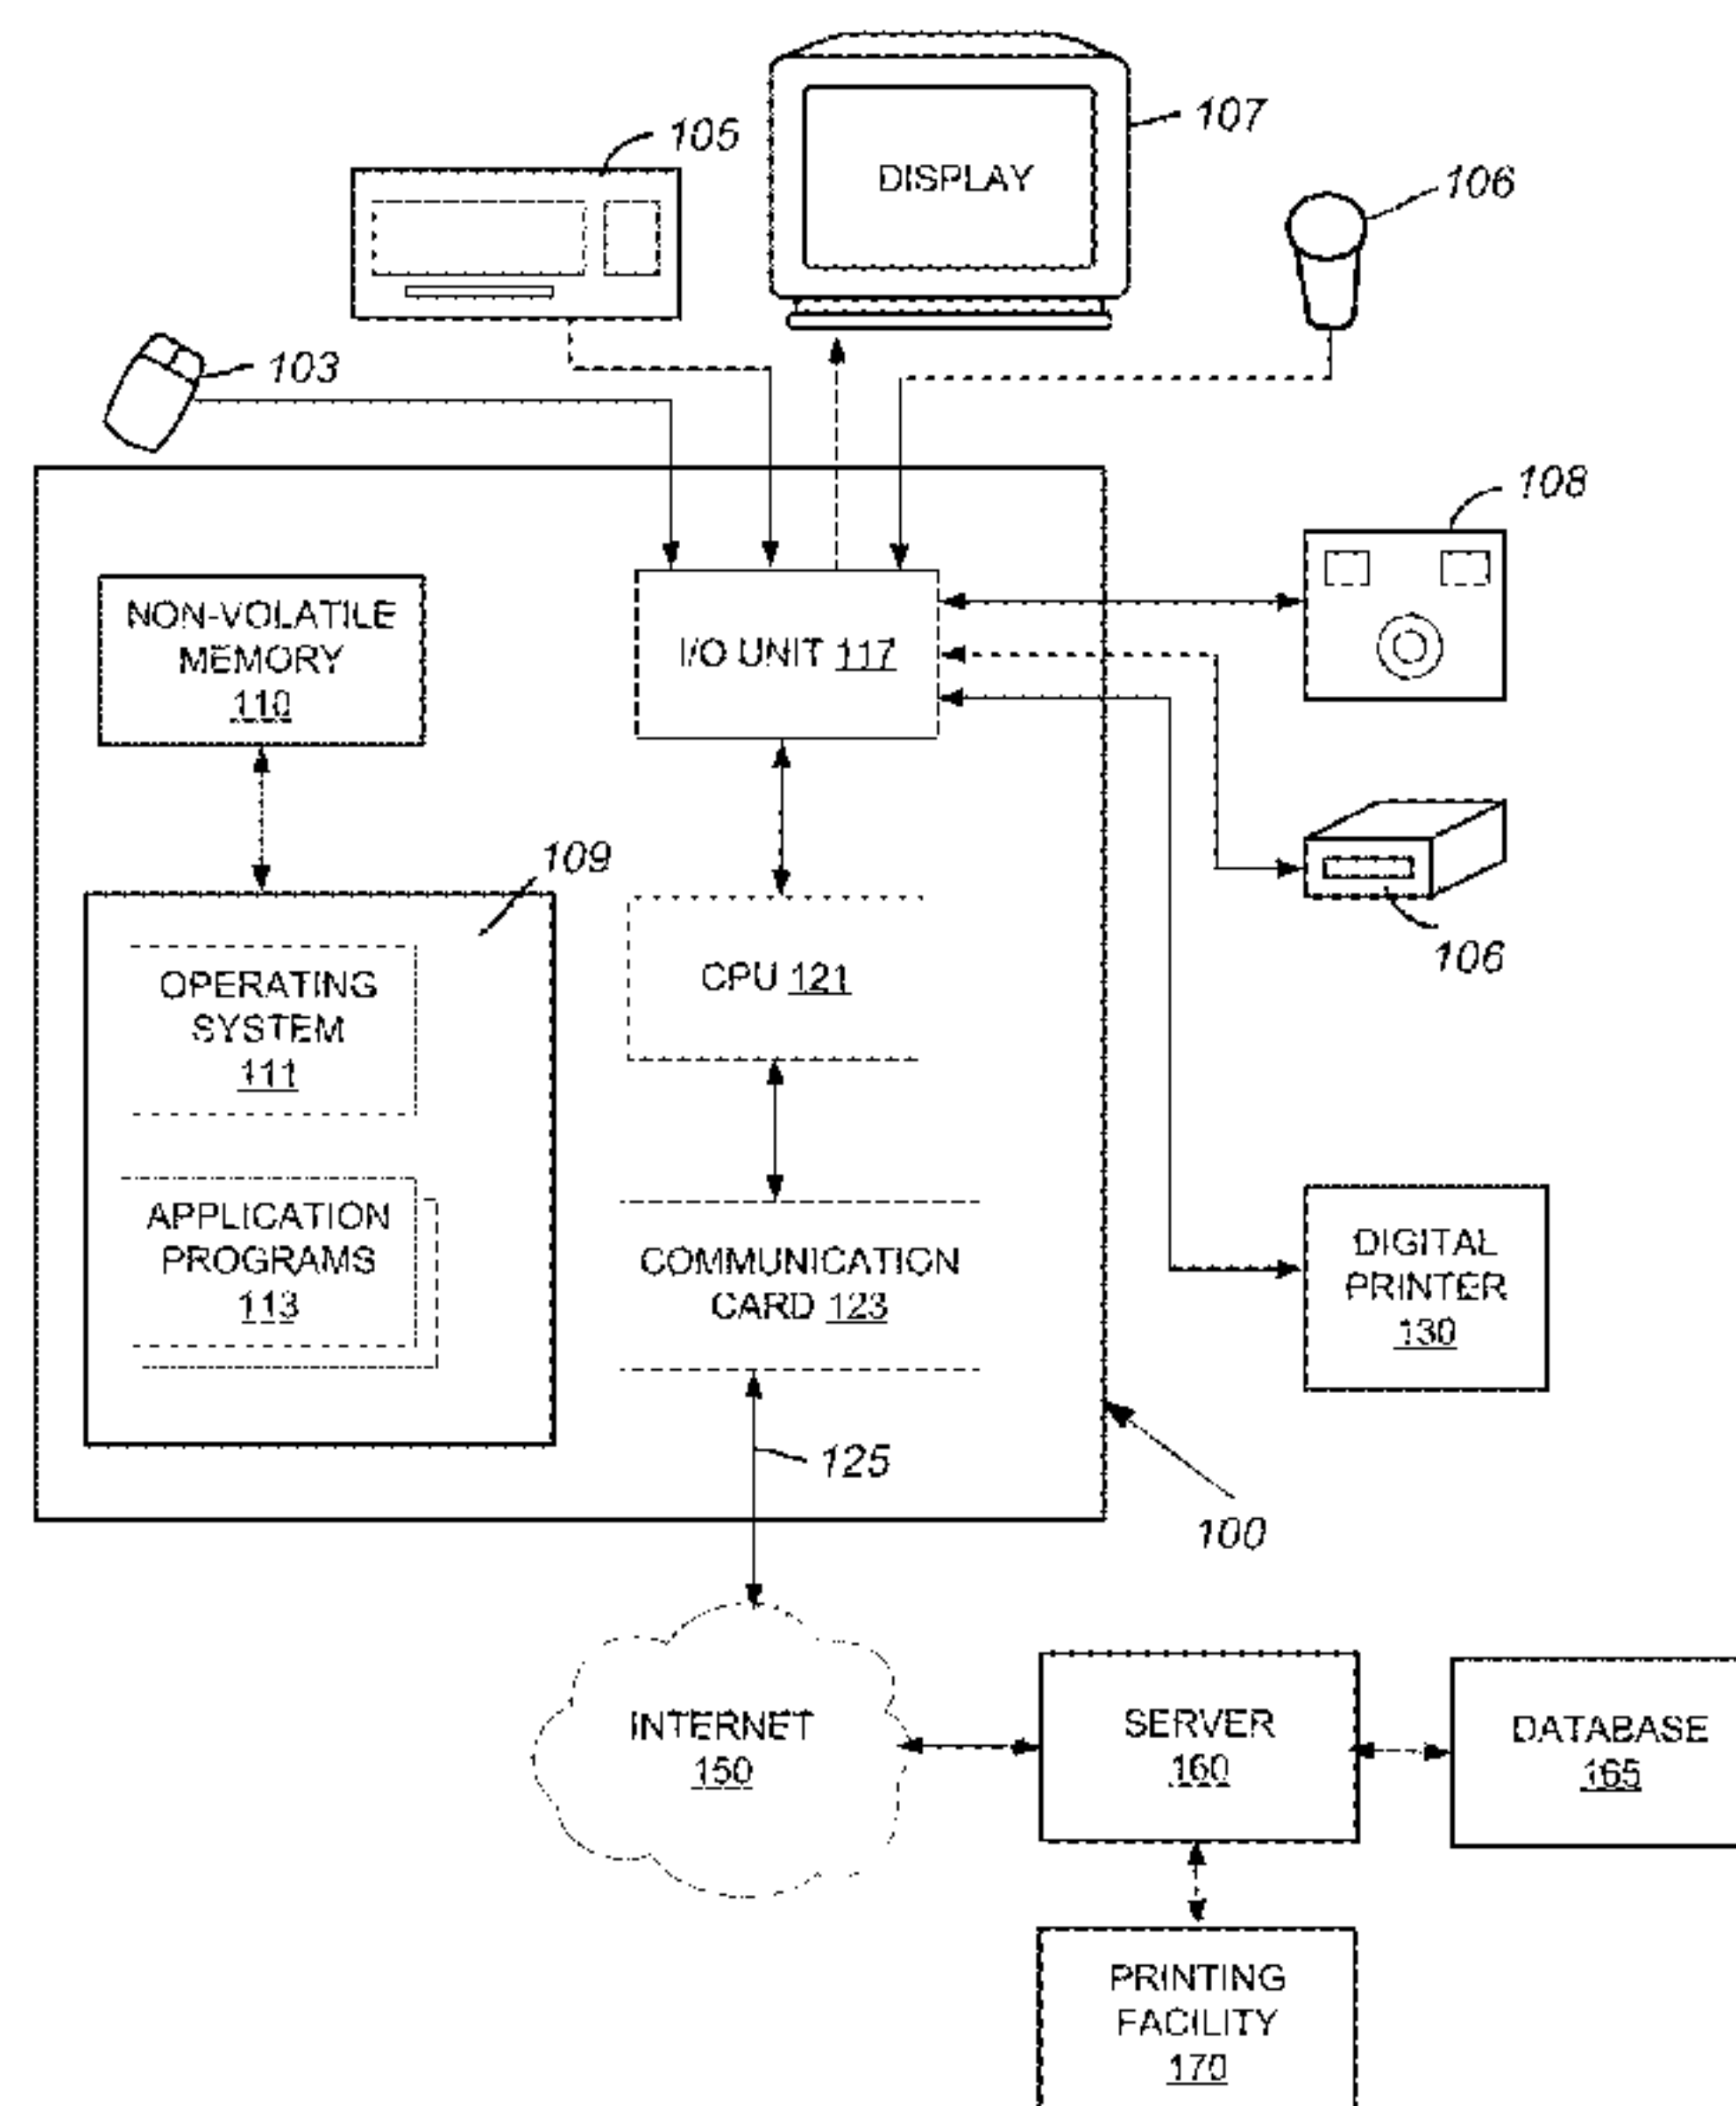 105
107
DISPLAY
106
103
108
NON-VOLATILE
MEMORY
110
I/O UNIT 117
109
106
OPERATING
SYSTEM
111
CPU 121
APPLICATION
PROGRAMS
113
COMMUNICATION
CARD 123
DIGITAL
PRINTER
130
125
100
INTERNET
150
SERVER
160
DATABASE
165
PRINTING
FACILITY
170